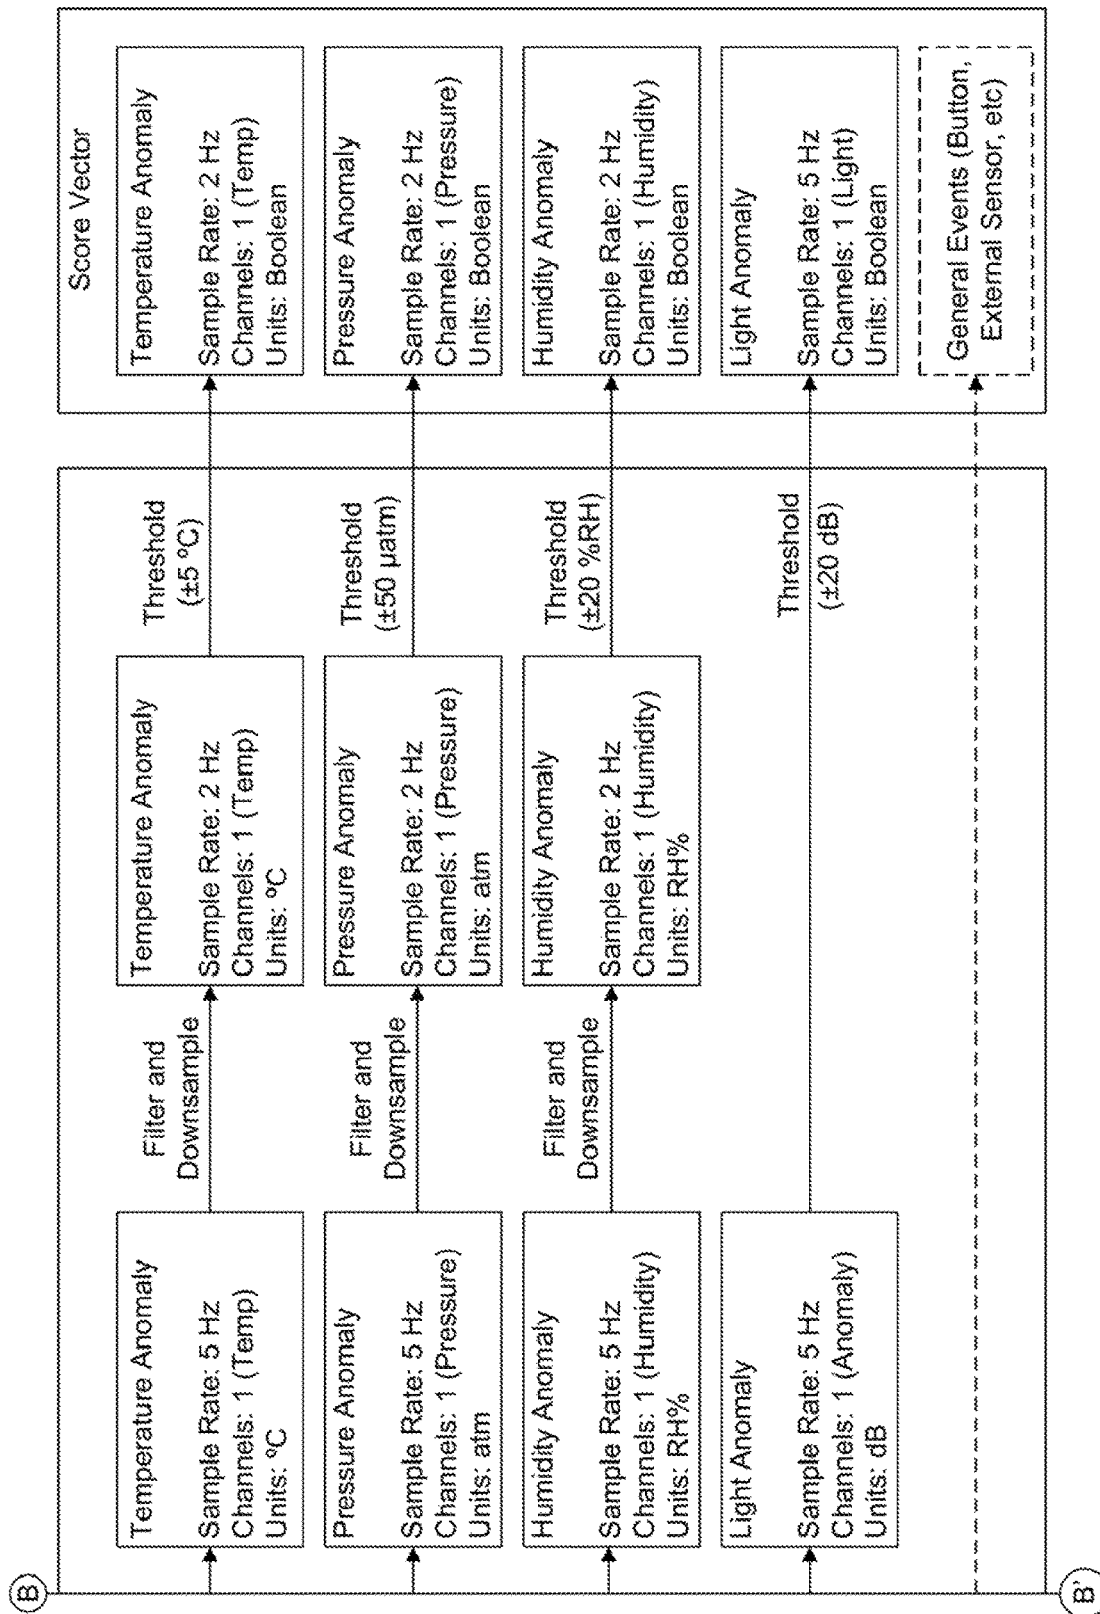 B
B'
Temperature Anomaly
Sample Rate: 5 Hz
Channels: 1 (Temp)
Units: ºC
Filter and
Downsample
Temperature Anomaly
Sample Rate: 2 Hz
Channels: 1 (Temp)
Units: ºC
Threshold
(±5 ºC)
Score Vector
Temperature Anomaly
Sample Rate: 2 Hz
Channels: 1 (Temp)
Units: Boolean
Pressure Anomaly
Sample Rate: 5 Hz
Channels: 1 (Pressure)
Units: atm
Filter and
Downsample
Pressure Anomaly
Sample Rate: 2 Hz
Channels: 1 (Pressure)
Units: atm
Threshold
(±50 µatm)
Pressure Anomaly
Sample Rate: 2 Hz
Channels: 1 (Pressure)
Units: Boolean
Humidity Anomaly
Sample Rate: 5 Hz
Channels: 1 (Humidity)
Units: RH%
Filter and
Downsample
Humidity Anomaly
Sample Rate: 2 Hz
Channels: 1 (Humidity)
Units: RH%
Threshold
(±20 %RH)
Humidity Anomaly
Sample Rate: 2 Hz
Channels: 1 (Humidity)
Units: Boolean
Light Anomaly
Sample Rate: 5 Hz
Channels: 1 (Anomaly)
Units: dB
Threshold
(±20 dB)
Light Anomaly
Sample Rate: 5 Hz
Channels: 1 (Light)
Units: Boolean
General Events (Button,
External Sensor, etc)